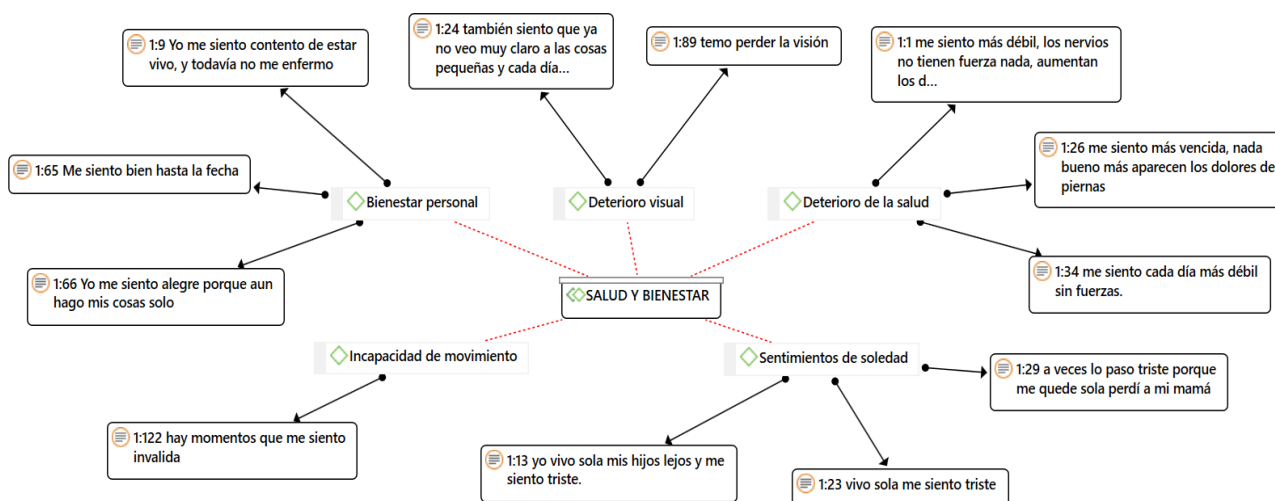 1:9 Yo me siento contento de estar
vivo, y todavía no me enfermo
1:24 también siento que ya
no veo muy claro a las cosas
pequeñas y cada día...
1:89 temo perder la visión
1:1 me siento más débil, los nervios
no tienen fuerza nada, aumentan
los d...
1:65 Me siento bien hasta la fecha
1:26 me siento más vencida, nada
bueno más aparecen los dolores de
piernas
Bienestar personal
Deterioro visual
Deterioro de la salud
1:66 Yo me siento alegre porque aun
hago mis cosas solo
1:34 me siento cada día más débil
sin fuerzas.
SALUD Y BIENESTAR
Incapacidad de movimiento
Sentimientos de soledad
1:29 a veces lo paso triste porque
me quede sola perdí a mi mamá
1:122 hay momentos que me siento
invalida
1:13 yo vivo sola mis hijos lejos y me
siento triste.
1:23 vivo sola me siento triste